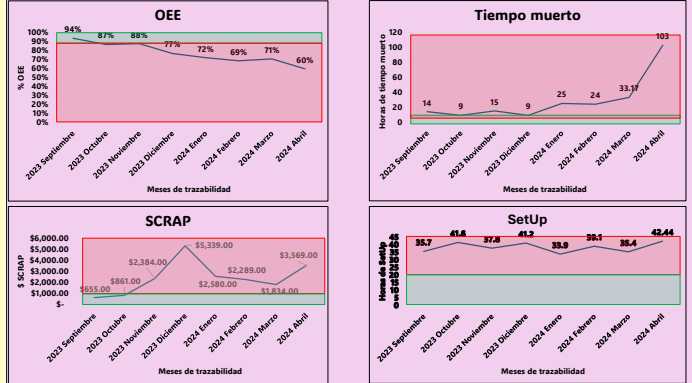 OEE
94%
87%
88%
77%
72%
69%
71%
60%
100%
90%
80%
70%
60%
50%
40%
30%
20%
10%
0%
% OEE
2023 Septiembre
2023 Octubre
2023 Noviembre
2023 Diciembre
2024 Enero
2024 Febrero
2024 Marzo
2024 Abril
Meses de trazabilidad
Tiempo muerto
120
100
80
60
40
20
0
Horas de tiempo muerto
14
9
15
9
25
24
33.17
103
2023 Septiembre
2023 Octubre
2023 Noviembre
2023 Diciembre
2024 Enero
2024 Febrero
2024 Marzo
2024 Abril
Meses de trazabilidad
SCRAP
$6,000.00
$5,000.00
$4,000.00
$3,000.00
$2,000.00
$1,000.00
$-
$ SCRAP
$655.00
$861.00
$2,384.00
$5,339.00
$2,580.00
$2,289.00
$1,834.00
$3,569.00
2023 Septiembre
2023 Octubre
2023 Noviembre
2023 Diciembre
2024 Enero
2024 Febrero
2024 Marzo
2024 Abril
Meses de trazabilidad
SetUp
45
40
35
30
25
20
15
10
5
0
Horas de SetUp
35.7
41.6
37.8
41.2
33.9
39.1
35.4
42.44
2023 Septiembre
2023 Octubre
2023 Noviembre
2023 Diciembre
2024 Enero
2024 Febrero
2024 Marzo
2024 Abril
Meses de trazabilidad